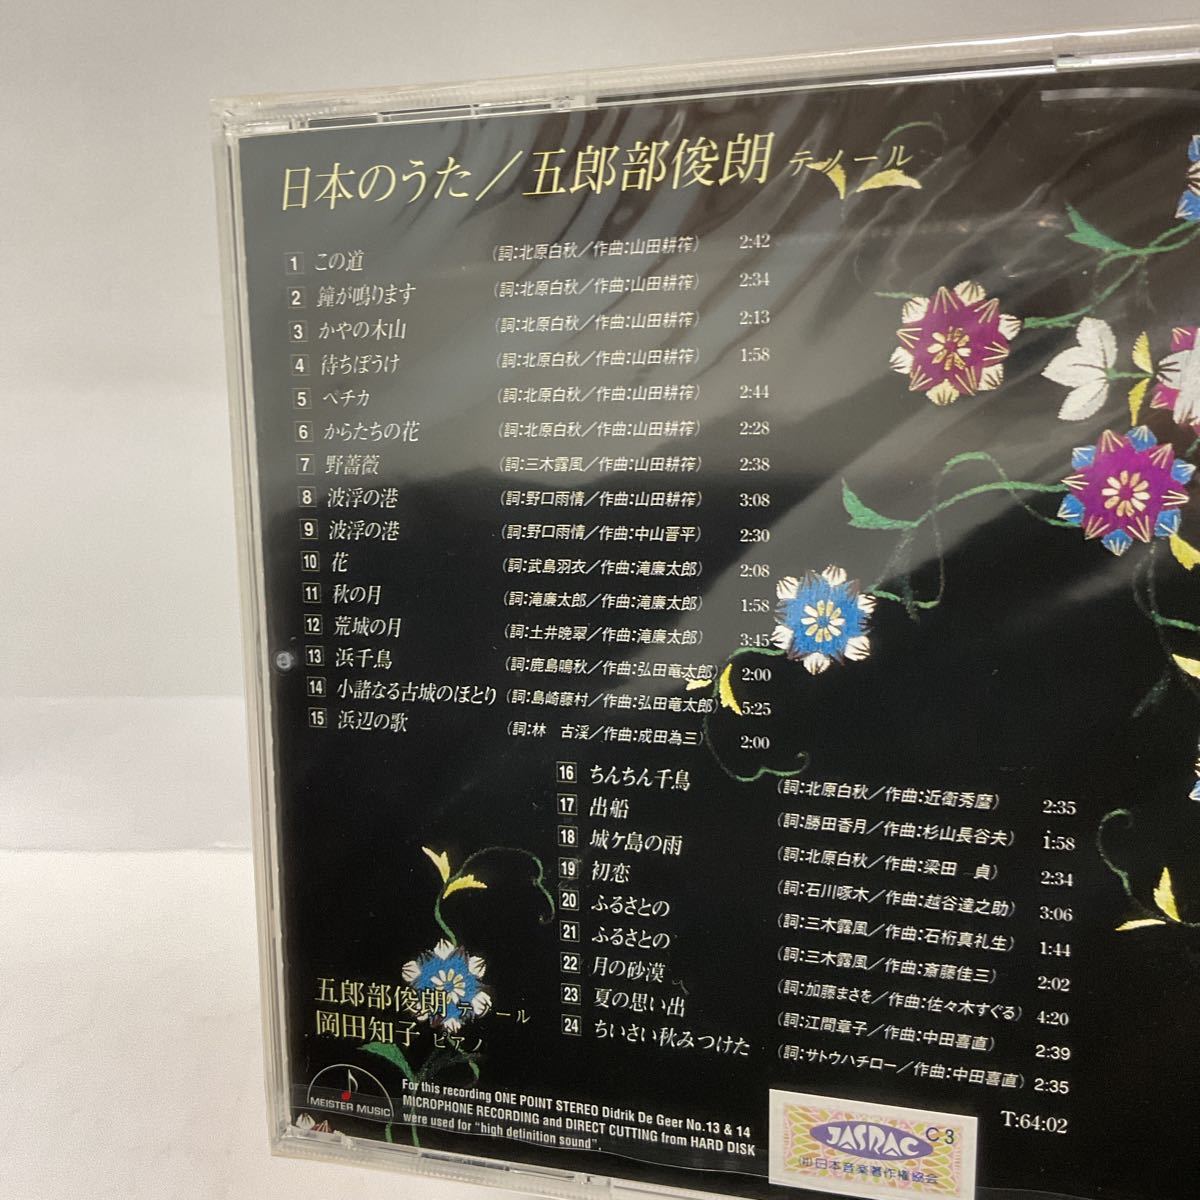 日本のうた／五郎部俊朗 テノール
1 この道 （詞：北原白秋／作曲：山田耕筰） 2:42
2 鐘が鳴ります （詞：北原白秋／作曲：山田耕筰） 2:34
3 かやの木山 （詞：北原白秋／作曲：山田耕筰） 2:13
4 待ちぼうけ （詞：北原白秋／作曲：山田耕筰） 1:58
5 ペチカ （詞：北原白秋／作曲：山田耕筰） 2:44
6 からたちの花 （詞：北原白秋／作曲：山田耕筰） 2:28
7 野薔薇 （詞：三木露風／作曲：山田耕筰） 2:38
8 波浮の港 （詞：野口雨情／作曲：山田耕筰） 3:08
9 波浮の港 （詞：野口雨情／作曲：中山晋平） 2:30
10 花 （詞：武島羽衣／作曲：滝廉太郎） 2:08
11 秋の月 （詞：滝廉太郎／作曲：滝廉太郎） 1:58
12 荒城の月 （詞：土井晩翠／作曲：滝廉太郎） 3:45
13 浜千鳥 （詞：鹿島鳴秋／作曲：弘田竜太郎） 2:00
14 小諸なる古城のほとり （詞：島崎藤村／作曲：弘田竜太郎） 5:25
15 浜辺の歌 （詞：林　古渓／作曲：成田為三） 2:00
16 ちんちん千鳥 （詞：北原白秋／作曲：近衛秀麿） 2:35
17 出船 （詞：勝田香月／作曲：杉山長谷夫） 1:58
18 城ヶ島の雨 （詞：北原白秋／作曲：梁田　貞） 2:34
19 初恋 （詞：石川啄木／作曲：越谷達之助） 3:06
20 ふるさとの （詞：三木露風／作曲：石桁真礼生） 1:44
21 ふるさとの （詞：三木露風／作曲：斎藤佳三） 2:02
22 月の砂漠 （詞：加藤まさを／作曲：佐々木すぐる） 4:20
23 夏の思い出 （詞：江間章子／作曲：中田喜直） 2:39
24 ちいさい秋みつけた （詞：サトウハチロー／作曲：中田喜直） 2:35
T:64:02
五郎部俊朗 テノール
岡田知子 ピアノ
MEISTER MUSIC
For this recording ONE POINT STEREO Didrik De Geer No.13 & 14
MICROPHONE RECORDING and DIRECT CUTTING from HARD DISK
were used for "high definition sound".
JASRAC C3
(社)日本音楽著作権協会